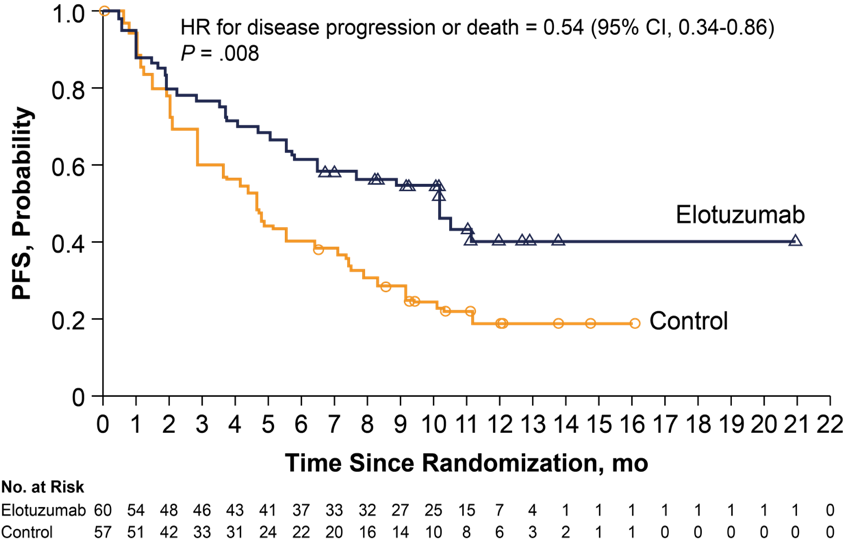 HR for disease progression or death = 0.54 (95% CI, 0.34-0.86)
P = .008
1.0
0.8
0.6
0.4
0.2
0
PFS, Probability
Elotuzumab
Control
0 1 2 3 4 5 6 7 8 9 10 11 12 13 14 15 16 17 18 19 20 21 22
Time Since Randomization, mo
No. at Risk
Elotuzumab 60 54 48 46 43 41 37 33 32 27 25 15 7 4 1 1 1 1 1 1 1 1 0
Control 57 51 42 33 31 24 22 20 16 14 10 8 6 3 2 1 1 0 0 0 0 0 0